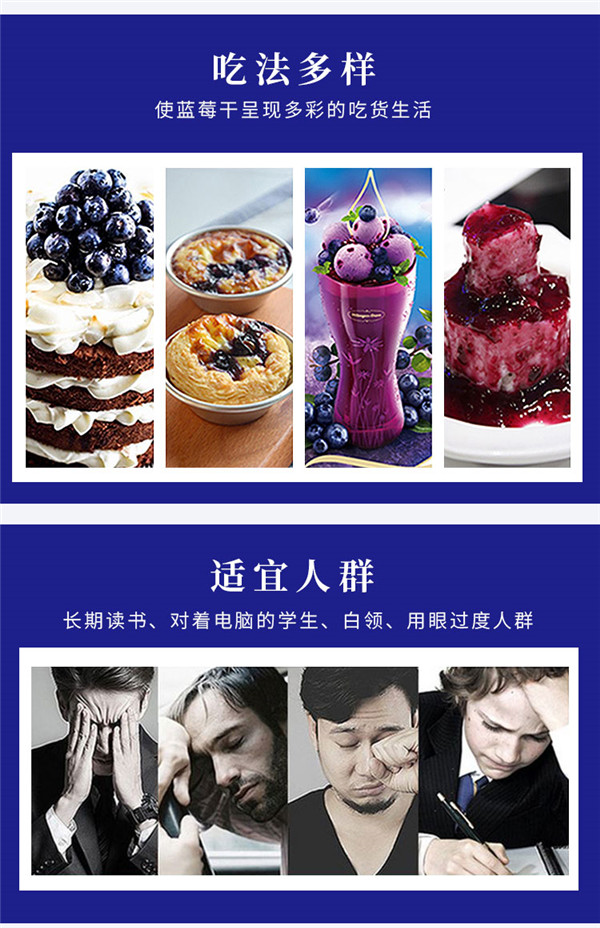 吃法多样
使蓝莓干呈现多彩的吃货生活
适宜人群
长期读书、对着电脑的学生、白领、用眼过度人群